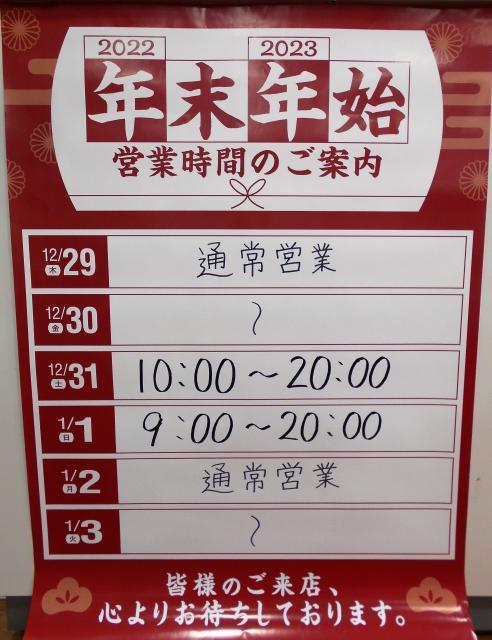 2022 2023
年末年始
営業時間のご案内
12/29 木 通常営業
12/30 金 〜
12/31 土 10:00〜20:00
1/1 日 9:00〜20:00
1/2 月 通常営業
1/3 火 〜
皆様のご来店、
心よりお待ちしております。